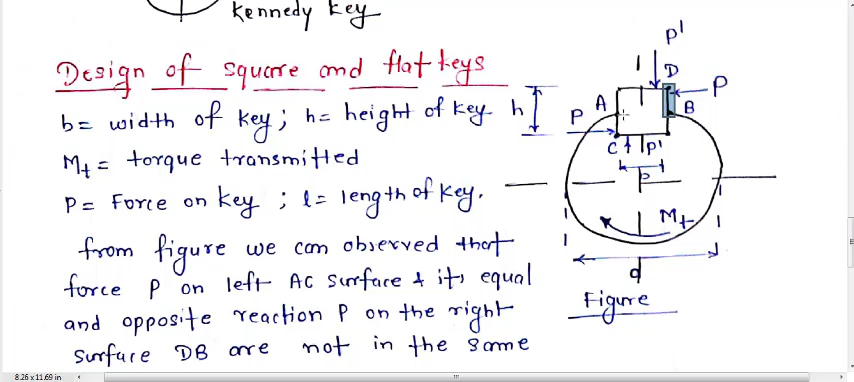 kennedy key
Design of square and flat keys
b= width of key; h= height of key
Mt = torque transmitted
P= Force on key ; l= length of key.
from figure we can observed that
force P on left AC surface & its equal
and opposite reaction P on the right
surface DB are not in the same
P'
D
P
A
B
h
P
C
P'
b
Mt
d
Figure
8.26 x 11.69 in